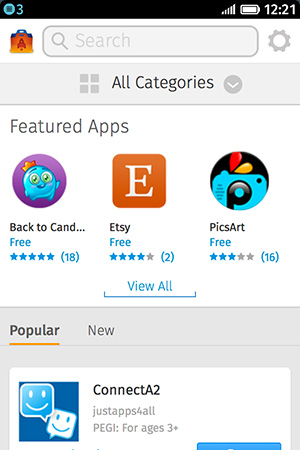 3 12:21
Search
All Categories
Featured Apps
Back to Cand... Etsy PicsArt
Free Free Free
(18) (2) (16)
View All
Popular New
ConnectA2
justapps4all
PEGI: For ages 3+